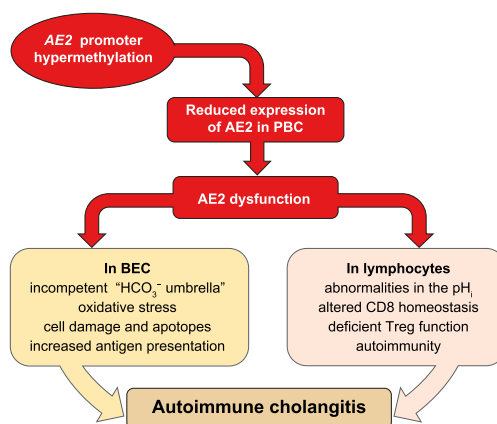 AE2 promoter
hypermethylation
Reduced expression
of AE2 in PBC
AE2 dysfunction
In BEC
incompetent “HCO₃⁻ umbrella”
oxidative stress
cell damage and apotopes
increased antigen presentation
In lymphocytes
abnormalities in the pHᵢ
altered CD8 homeostasis
deficient Treg function
autoimmunity
Autoimmune cholangitis